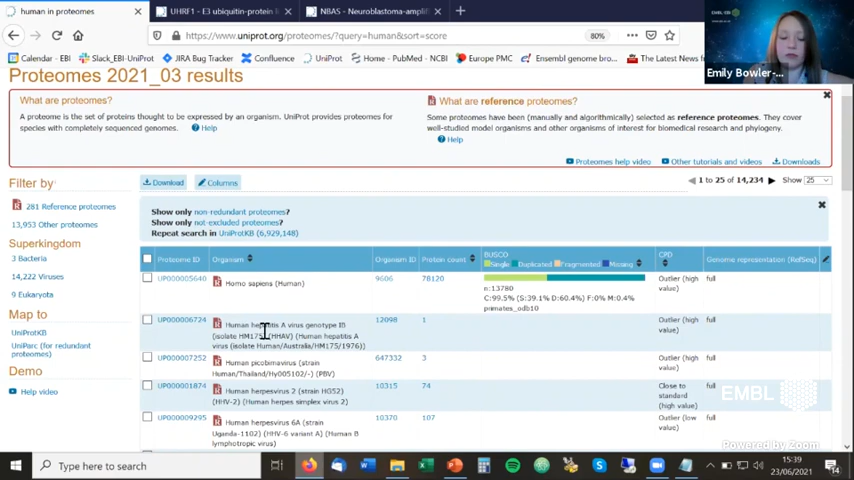 human in proteomes
UHRF1 - E3 ubiquitin-protein l
NBAS - Neuroblastoma-amplif
https://www.uniprot.org/proteomes/?query=human&sort=score
80%
Calendar - EBI
Slack_EBI-UniProt
JIRA Bug Tracker
Confluence
UniProt
Home - PubMed - NCBI
Europe PMC
Ensembl genome brow
The Latest News f
Emily Bowler-...
Proteomes 2021_03 results
What are proteomes?
A proteome is the set of proteins thought to be expressed by an organism. UniProt provides proteomes for
species with completely sequenced genomes. Help
What are reference proteomes?
Some proteomes have been (manually and algorithmically) selected as reference proteomes. They cover
well-studied model organisms and other organisms of interest for biomedical research and phylogeny.
Help
Proteomes help video
Other tutorials and videos
Downloads
Filter by
281 Reference proteomes
13,953 Other proteomes
Superkingdom
3 Bacteria
14,222 Viruses
9 Eukaryota
Map to
UniProtKB
UniParc (for redundant
proteomes)
Demo
Help video
Download
Columns
1 to 25 of 14,234
Show 25
Show only non-redundant proteomes?
Show only not-excluded proteomes?
Repeat search in UniProtKB (6,929,148)
Proteome ID
Organism
Organism ID
Protein count
BUSCO
Single Duplicated Fragmented Missing
CPD
Genome representation (RefSeq)
UP000005640
Homo sapiens (Human)
9606
78120
n:13780
C:99.5% (S:39.1% D:60.4%) F:0% M:0.4%
primates_odb10
Outlier (high
value)
full
UP000006724
Human hepatitis A virus genotype IB
(isolate HM175) (HHAV) (Human hepatitis A
virus (isolate Human/Australia/HM175/1976))
12098
1
Outlier (high
value)
full
UP000007252
Human picobirnavirus (strain
Human/Thailand/Hy005102/-) (PBV)
647332
3
Outlier (high
value)
full
UP000001874
Human herpesvirus 2 (strain HG52)
(HHV-2) (Human herpes simplex virus 2)
10315
74
Close to
standard
(high value)
full
UP000009295
Human herpesvirus 6A (strain
Uganda-1102) (HHV-6 variant A) (Human B
lymphotropic virus)
10370
107
Outlier (low
value)
full
EMBL
Powered by Zoom
Type here to search
15:39
23/06/2021
14